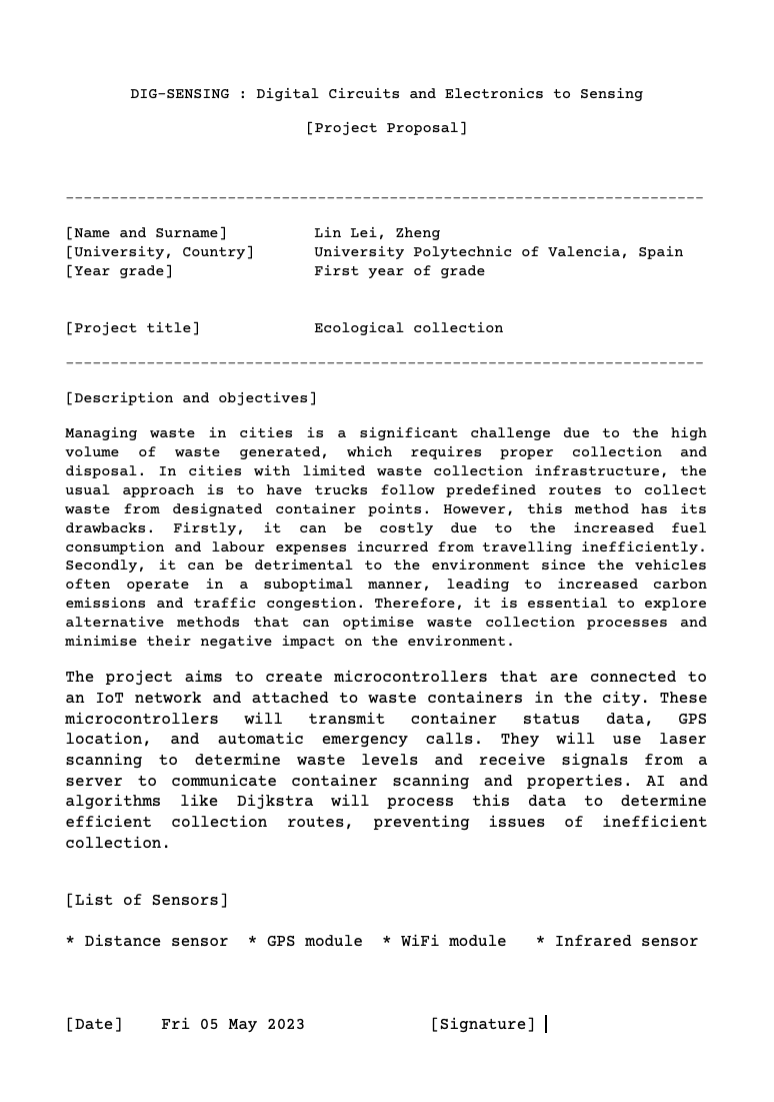 DIG-SENSING : Digital Circuits and Electronics to Sensing
[Project Proposal]
-----------------------------------------------------------------------
[Name and Surname] Lin Lei, Zheng
[University, Country] University Polytechnic of Valencia, Spain
[Year grade] First year of grade
[Project title] Ecological collection
-----------------------------------------------------------------------
[Description and objectives]
Managing waste in cities is a significant challenge due to the high
volume of waste generated, which requires proper collection and
disposal. In cities with limited waste collection infrastructure, the
usual approach is to have trucks follow predefined routes to collect
waste from designated container points. However, this method has its
drawbacks. Firstly, it can be costly due to the increased fuel
consumption and labour expenses incurred from travelling inefficiently.
Secondly, it can be detrimental to the environment since the vehicles
often operate in a suboptimal manner, leading to increased carbon
emissions and traffic congestion. Therefore, it is essential to explore
alternative methods that can optimise waste collection processes and
minimise their negative impact on the environment.
The project aims to create microcontrollers that are connected to
an IoT network and attached to waste containers in the city. These
microcontrollers will transmit container status data, GPS
location, and automatic emergency calls. They will use laser
scanning to determine waste levels and receive signals from a
server to communicate container scanning and properties. AI and
algorithms like Dijkstra will process this data to determine
efficient collection routes, preventing issues of inefficient
collection.
[List of Sensors]
* Distance sensor * GPS module * WiFi module * Infrared sensor
[Date] Fri 05 May 2023 [Signature]